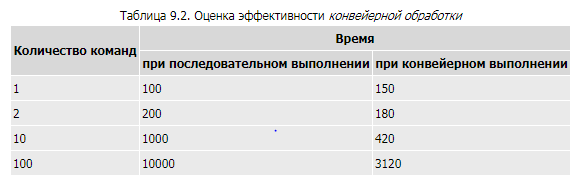 Таблица 9.2. Оценка эффективности конвейерной обработки
Количество команд Время
при последовательном выполнении при конвейерном выполнении
1 100 150
2 200 180
10 1000 420
100 10000 3120